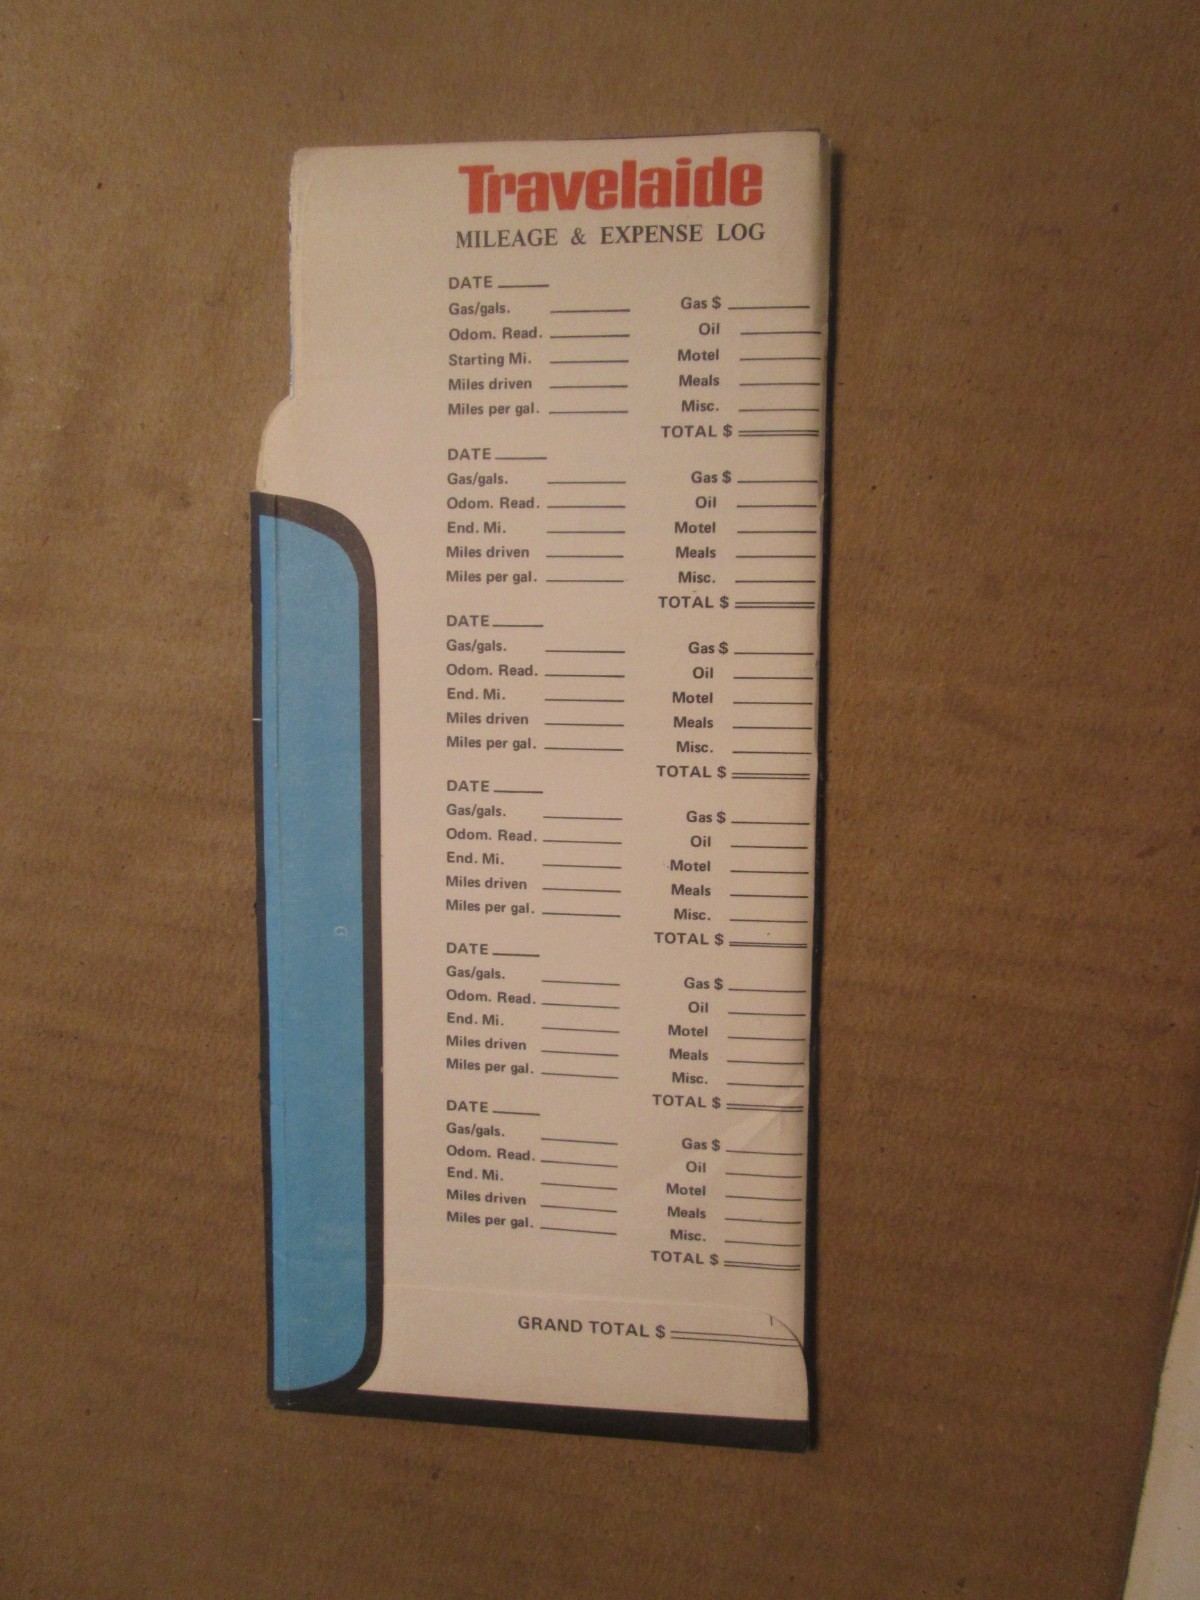 Travelaide
MILEAGE & EXPENSE LOG
DATE
Gas/gals. Gas $
Odom. Read. Oil
Starting Mi. Motel
Miles driven Meals
Miles per gal. Misc.
TOTAL $
DATE
Gas/gals. Gas $
Odom. Read. Oil
End. Mi. Motel
Miles driven Meals
Miles per gal. Misc.
TOTAL $
DATE
Gas/gals. Gas $
Odom. Read. Oil
End. Mi. Motel
Miles driven Meals
Miles per gal. Misc.
TOTAL $
DATE
Gas/gals. Gas $
Odom. Read. Oil
End. Mi. Motel
Miles driven Meals
Miles per gal. Misc.
TOTAL $
DATE
Gas/gals. Gas $
Odom. Read. Oil
End. Mi. Motel
Miles driven Meals
Miles per gal. Misc.
TOTAL $
DATE
Gas/gals. Gas $
Odom. Read. Oil
End. Mi. Motel
Miles driven Meals
Miles per gal. Misc.
TOTAL $
GRAND TOTAL $